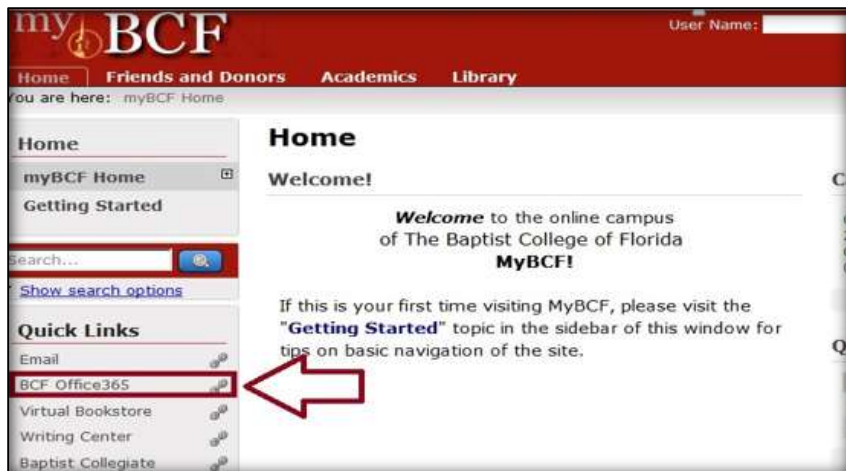 my BCF
User Name:
Home Friends and Donors Academics Library
You are here: myBCF Home
Home
myBCF Home
Getting Started
Search...
Show search options
Quick Links
Email
BCF Office365
Virtual Bookstore
Writing Center
Baptist Collegiate
Home
Welcome!
Welcome to the online campus
of The Baptist College of Florida
MyBCF!
If this is your first time visiting MyBCF, please visit the
"Getting Started" topic in the sidebar of this window for
tips on basic navigation of the site.
C
Q